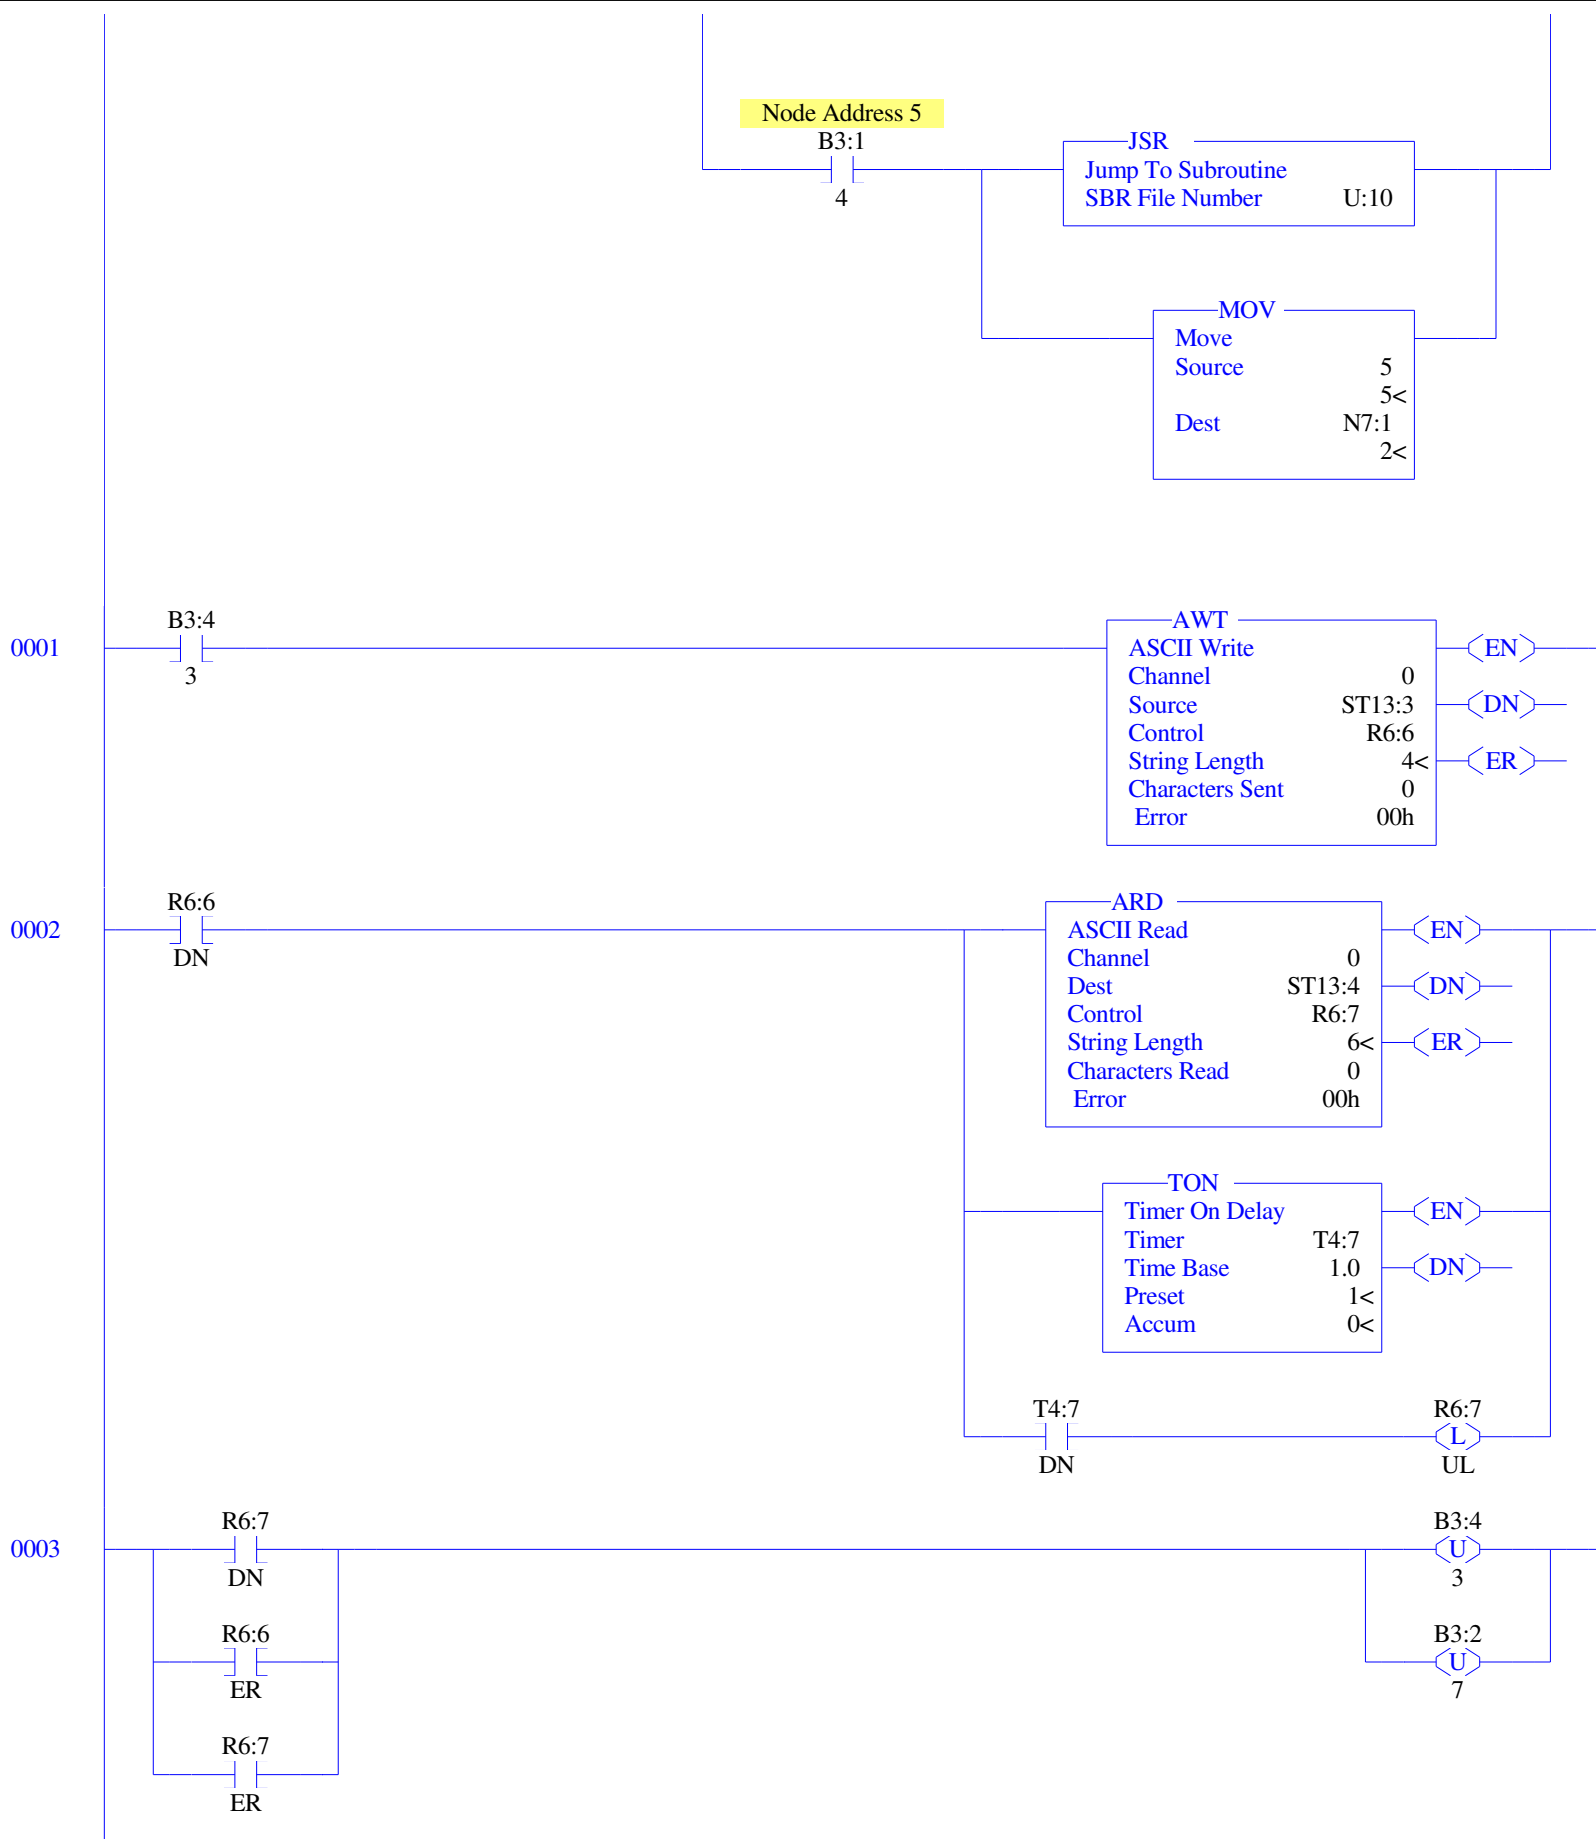 Node Address 5
B3:1
4
JSR
Jump To Subroutine
SBR File Number U:10
MOV
Move
Source 5
5<
Dest N7:1
2<
0001
B3:4
3
AWT
ASCII Write
Channel 0
Source ST13:3
Control R6:6
String Length 4<
Characters Sent 0
Error 00h
EN
DN
ER
0002
R6:6
DN
ARD
ASCII Read
Channel 0
Dest ST13:4
Control R6:7
String Length 6<
Characters Read 0
Error 00h
EN
DN
ER
TON
Timer On Delay
Timer T4:7
Time Base 1.0
Preset 1<
Accum 0<
EN
DN
T4:7
DN
R6:7
L
UL
0003
R6:7
DN
R6:6
ER
R6:7
ER
B3:4
U
3
B3:2
U
7